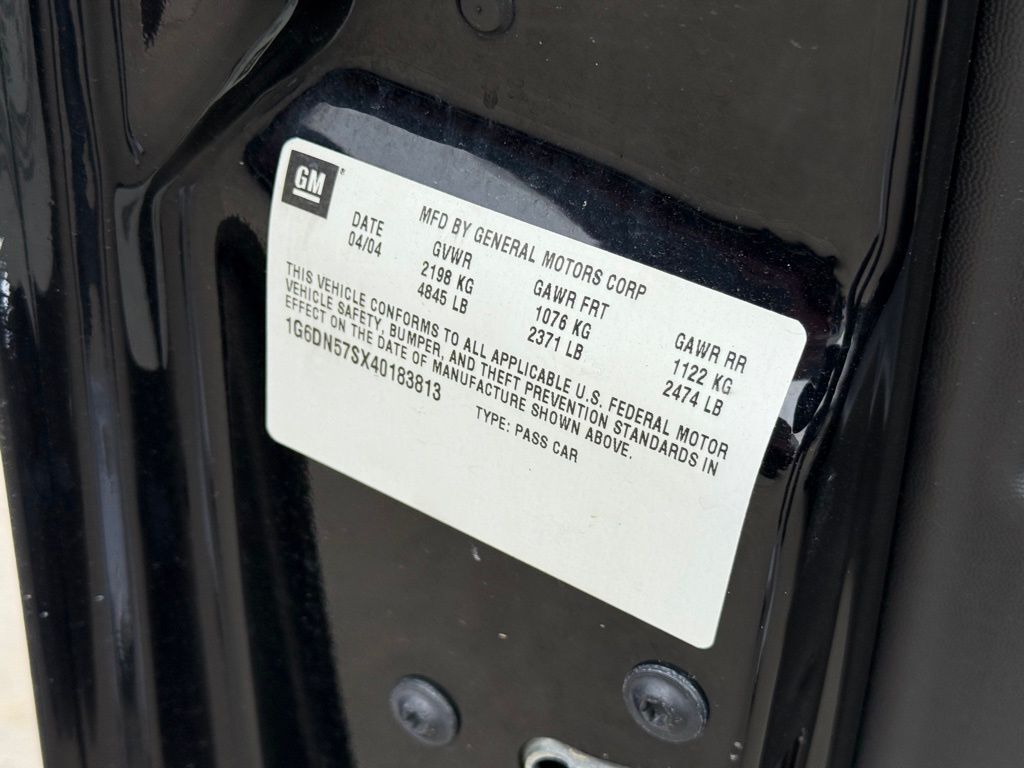 GM
MFD BY GENERAL MOTORS CORP
DATE GVWR GAWR FRT GAWR RR
04/04 2198 KG 1076 KG 1122 KG
4845 LB 2371 LB 2474 LB
THIS VEHICLE CONFORMS TO ALL APPLICABLE U.S. FEDERAL MOTOR
VEHICLE SAFETY, BUMPER, AND THEFT PREVENTION STANDARDS IN
EFFECT ON THE DATE OF MANUFACTURE SHOWN ABOVE.
1G6DN57SX40183813 TYPE: PASS CAR